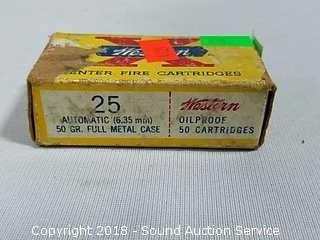 Western
ENTER FIRE CARTRIDGES
25
AUTOMATIC (6.35 mm)
50 GR. FULL METAL CASE
Western
OILPROOF
50 CARTRIDGES
Copyright 2018 - Sound Auction Service